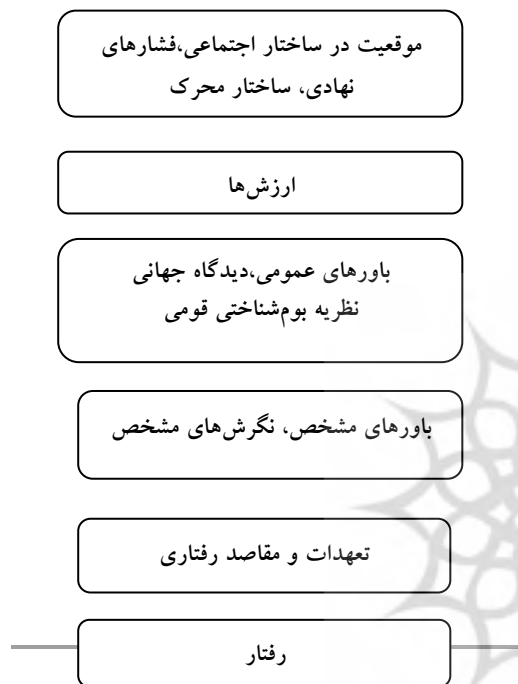 موقعیت در ساختار اجتماعی،فشارهای
نهادی، ساختار محرک
ارزش‌ها
باورهای عمومی،دیدگاه جهانی
نظریه بوم‌شناختی قومی
باورهای مشخص، نگرش‌های مشخص
تعهدات و مقاصد رفتاری
رفتار